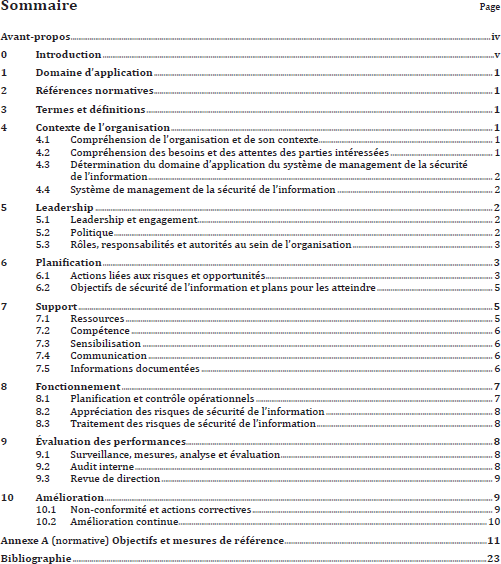 Sommaire Page
Avant-propos iv
0 Introduction v
1 Domaine d'application 1
2 Références normatives 1
3 Termes et définitions 1
4 Contexte de l'organisation 1
4.1 Compréhension de l'organisation et de son contexte 1
4.2 Compréhension des besoins et des attentes des parties intéressées 1
4.3 Détermination du domaine d'application du système de management de la sécurité
de l'information 2
4.4 Système de management de la sécurité de l'information 2
5 Leadership 2
5.1 Leadership et engagement 2
5.2 Politique 2
5.3 Rôles, responsabilités et autorités au sein de l'organisation 3
6 Planification 3
6.1 Actions liées aux risques et opportunités 3
6.2 Objectifs de sécurité de l'information et plans pour les atteindre 5
7 Support 5
7.1 Ressources 5
7.2 Compétence 6
7.3 Sensibilisation 6
7.4 Communication 6
7.5 Informations documentées 6
8 Fonctionnement 7
8.1 Planification et contrôle opérationnels 7
8.2 Appréciation des risques de sécurité de l'information 8
8.3 Traitement des risques de sécurité de l'information 8
9 Évaluation des performances 8
9.1 Surveillance, mesures, analyse et évaluation 8
9.2 Audit interne 8
9.3 Revue de direction 9
10 Amélioration 9
10.1 Non-conformité et actions correctives 9
10.2 Amélioration continue 10
Annexe A (normative) Objectifs et mesures de référence 11
Bibliographie 23